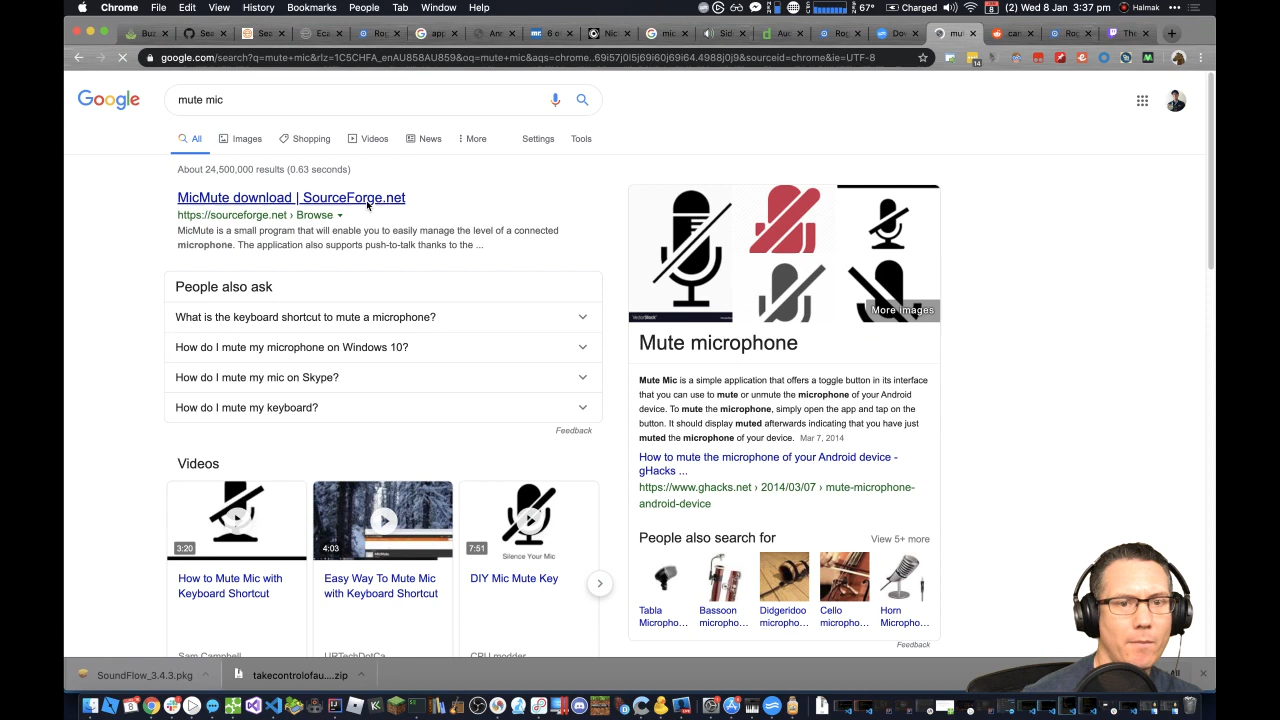 Chrome File Edit View History Bookmarks People Tab Window Help
67° Charged (2) Wed 8 Jan 3:37 pm Haimak
google.com/search?q=mute+mic&rlz=1C5CHFA_enAU858AU859&oq=mute+mic&aqs=chrome..69i57j0l5j69i60j69i64.4988j0j9&sourceid=chrome&ie=UTF-8
Google
mute mic
All Images Shopping Videos News More Settings Tools
About 24,500,000 results (0.63 seconds)
MicMute download | SourceForge.net
https://sourceforge.net › Browse
MicMute is a small program that will enable you to easily manage the level of a connected
microphone. The application also supports push-to-talk thanks to the ...
People also ask
What is the keyboard shortcut to mute a microphone?
How do I mute my microphone on Windows 10?
How do I mute my mic on Skype?
How do I mute my keyboard?
Feedback
Videos
3:20
4:03
7:51
Silence Your Mic
How to Mute Mic with
Keyboard Shortcut
Easy Way To Mute Mic
with Keyboard Shortcut
DIY Mic Mute Key
Sam Campbell
URTechDotCa
CPU modder
VectorStock
More images
Mute microphone
Mute Mic is a simple application that offers a toggle button in its interface
that you can use to mute or unmute the microphone of your Android
device. To mute the microphone, simply open the app and tap on the
button. It should display muted afterwards indicating that you have just
muted the microphone of your device. Mar 7, 2014
How to mute the microphone of your Android device -
gHacks ...
https://www.ghacks.net › 2014/03/07 › mute-microphone-
android-device
People also search for
View 5+ more
Tabla
Micropho...
Bassoon
micropho...
Didgeridoo
micropho...
Cello
micropho...
Horn
Micropho...
Feedback
SoundFlow_3.4.3.pkg
takecontrolofau....zip
All